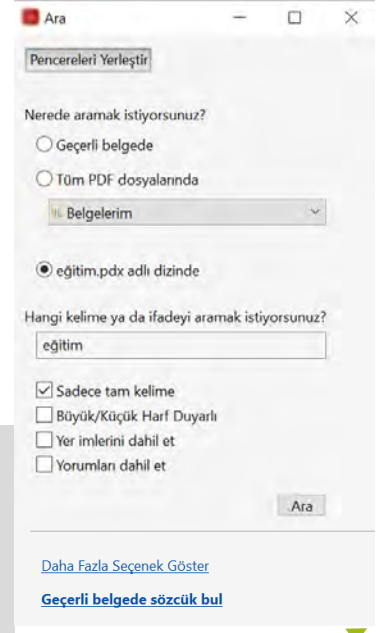 Ara
Pencereleri Yerleştir
Nerede aramak istiyorsunuz?
Geçerli belgede
Tüm PDF dosyalarında
Belgelerim
eğitim.pdx adlı dizinde
Hangi kelime ya da ifadeyi aramak istiyorsunuz?
eğitim
Sadece tam kelime
Büyük/Küçük Harf Duyarlı
Yer imlerini dahil et
Yorumları dahil et
Ara
Daha Fazla Seçenek Göster
Geçerli belgede sözcük bul